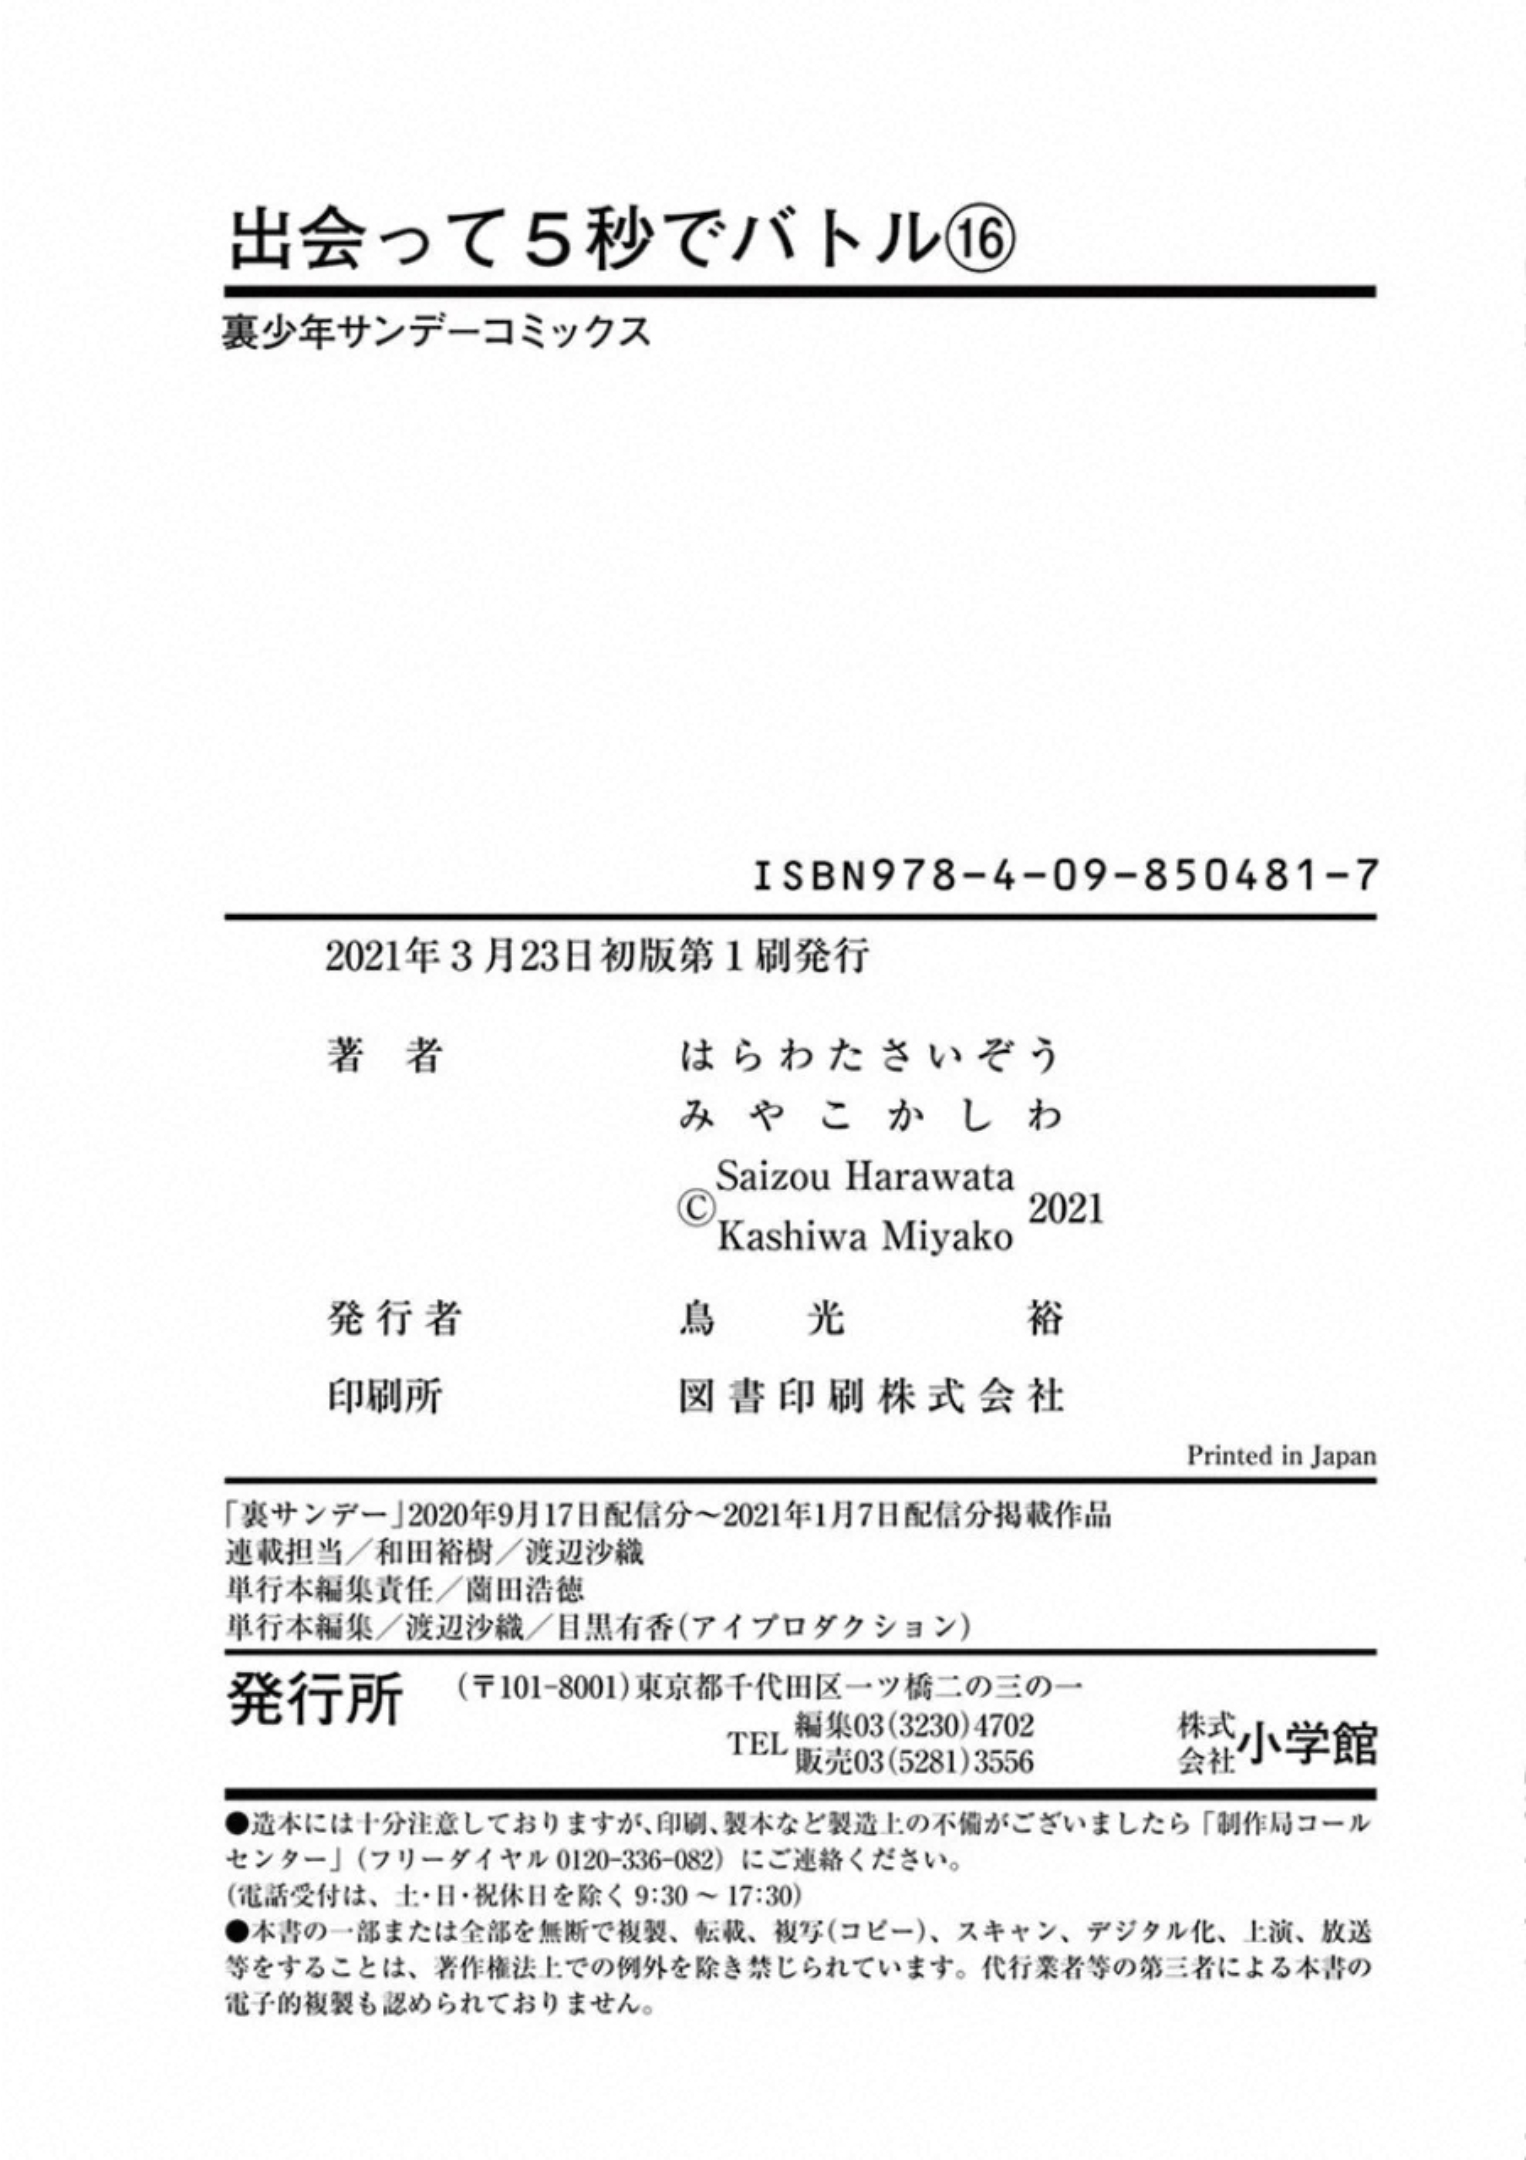 出会って5秒でバトル⑯
裏少年サンデーコミックス
ISBN978-4-09-850481-7
2021年3月23日初版第1刷発行
著者 はらわたさいぞう
みやこかしわ
©Saizou Harawata
Kashiwa Miyako 2021
発行者 鳥光 裕
印刷所 図書印刷株式会社
Printed in Japan
「裏サンデー」2020年9月17日配信分～2021年1月7日配信分掲載作品
連載担当／和田裕樹／渡辺沙織
単行本編集責任／薗田浩徳
単行本編集／渡辺沙織／目黒有香(アイプロダクション)
発行所 (〒101-8001)東京都千代田区一ツ橋二の三の一
TEL 編集03(3230)4702
販売03(5281)3556
株式会社 小学館
●造本には十分注意しておりますが、印刷、製本など製造上の不備がございましたら「制作局コール
センター」(フリーダイヤル 0120-336-082) にご連絡ください。
(電話受付は、土・日・祝休日を除く 9:30 ～ 17:30)
●本書の一部または全部を無断で複製、転載、複写(コピー)、スキャン、デジタル化、上演、放送
等をすることは、著作権法上での例外を除き禁じられています。代行業者等の第三者による本書の
電子的複製も認められておりません。